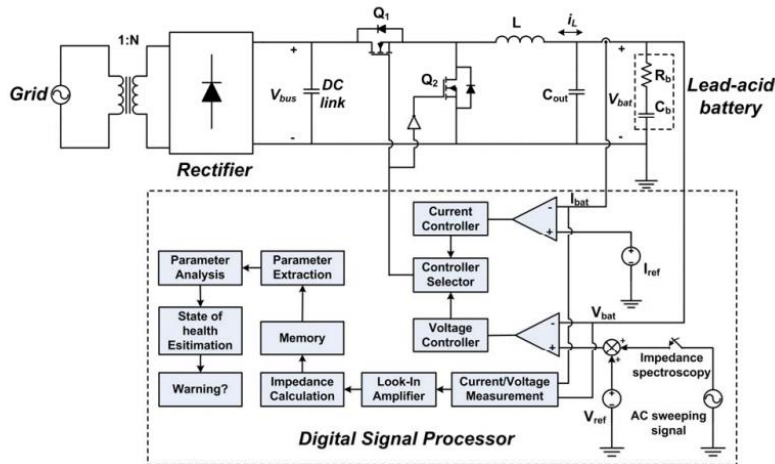 Q1
1:N
L
iL
Grid
Vbus
DC
link
Q2
Cout
Vbat
Rb
Cb
Lead-acid
battery
Rectifier
Ibat
-
+
Current
Controller
Iref
Parameter
Analysis
Parameter
Extraction
Controller
Selector
Vbat
State of
health
Esitimation
Memory
Voltage
Controller
Impedance
spectroscopy
Warning?
Impedance
Calculation
Look-In
Amplifier
Current/Voltage
Measurement
Vref
AC sweeping
signal
Digital Signal Processor